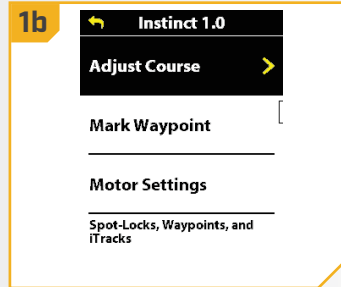 1b
Instinct 1.0
Adjust Course
Mark Waypoint
Motor Settings
Spot-Locks, Waypoints, and
iTracks